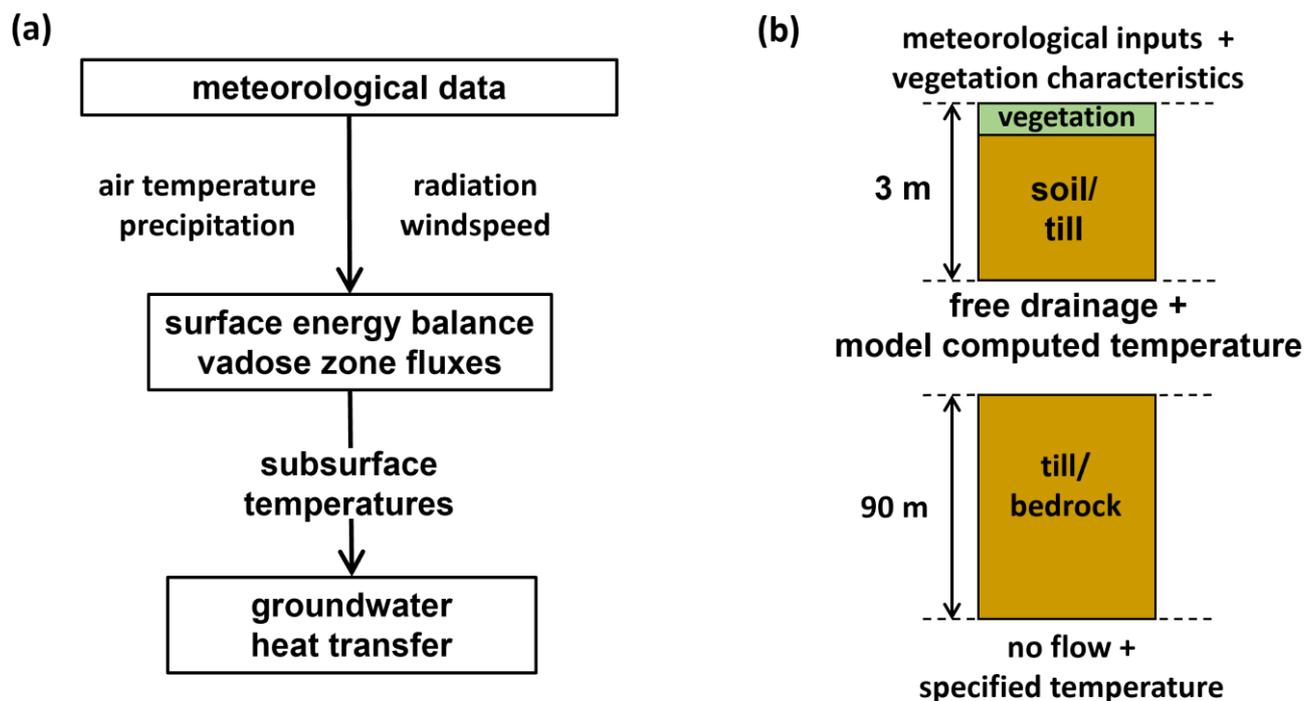 (a)
meteorological data
air temperature
precipitation
radiation
windspeed
surface energy balance
vadose zone fluxes
subsurface
temperatures
groundwater
heat transfer
(b)
meteorological inputs +
vegetation characteristics
vegetation
3 m
soil/
till
free drainage +
model computed temperature
90 m
till/
bedrock
no flow +
specified temperature